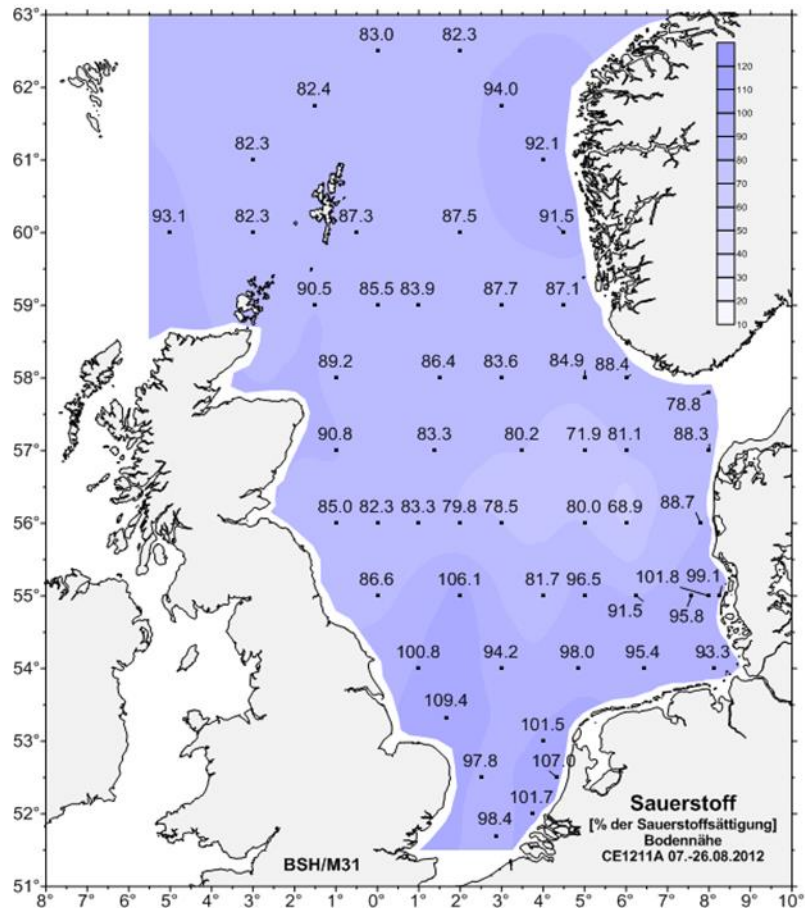 63°
83.0 82.3
120
62°
82.4 94.0
110
100
90
82.3 92.1
61°
80
70
60
93.1 82.3 87.3 87.5 91.5
60°
50
40
30
90.5 85.5 83.9 87.7 87.1
59°
20
10
89.2 86.4 83.6 84.9 88.4
58°
78.8
90.8 83.3 80.2 71.9 81.1 88.3
57°
85.0 82.3 83.3 79.8 78.5 80.0 68.9 88.7
56°
86.6 106.1 81.7 96.5 101.8 99.1
55°
91.5 95.8
100.8 94.2 98.0 95.4 93.3
54°
109.4
101.5
53°
97.8 107.0
101.7
Sauerstoff
98.4
[% der Sauerstoffsättigung]
52°
Bodennähe
BSH/M31
CE1211A 07.-26.08.2012
51°
8° 7° 6° 5° 4° 3° 2° 1° 0° 1° 2° 3° 4° 5° 6° 7° 8° 9° 10°